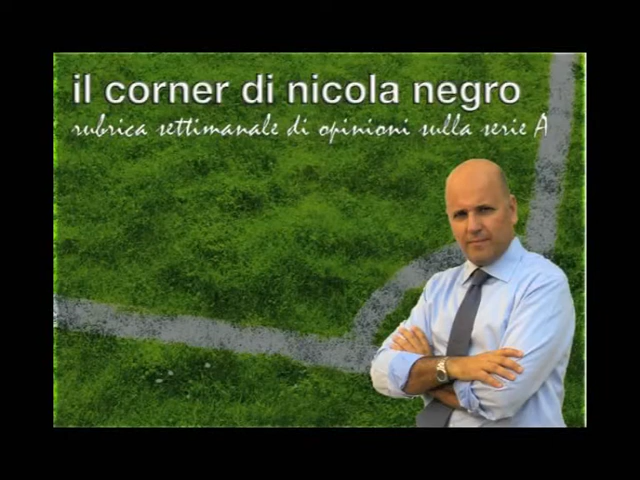 il corner di nicola negro
rubrica settimanale di opinioni sulla serie A